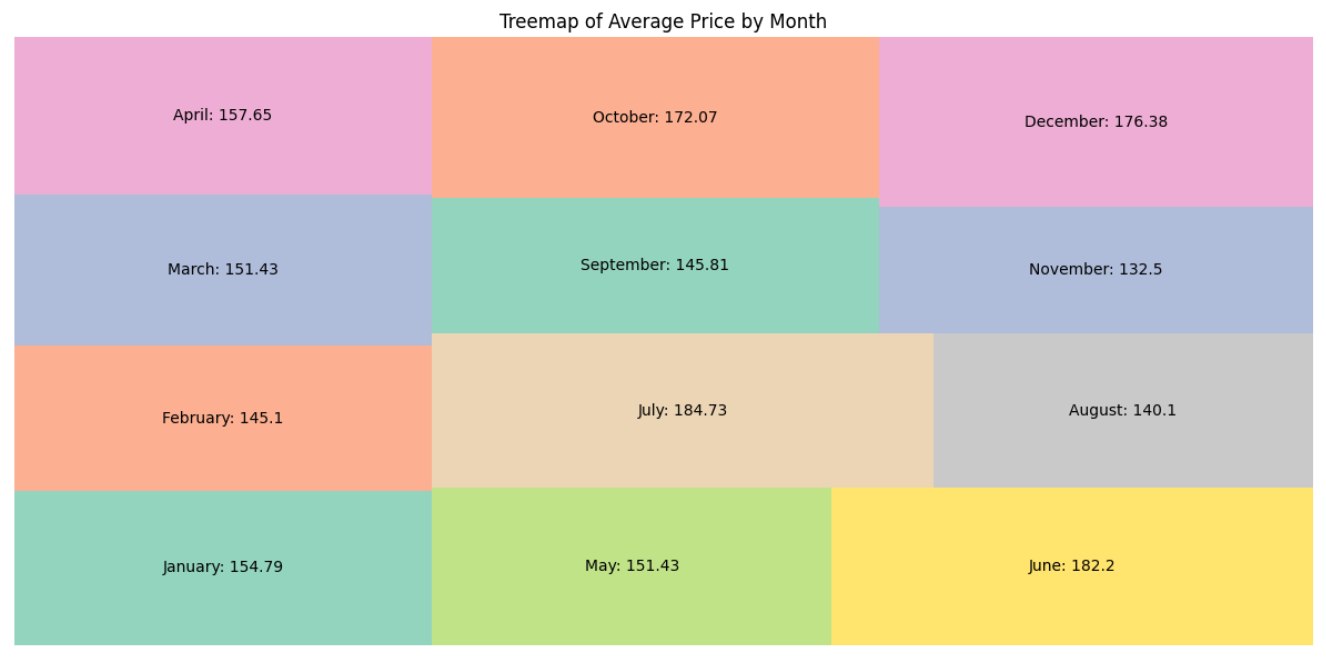 Treemap of Average Price by Month
April: 157.65
October: 172.07
December: 176.38
March: 151.43
September: 145.81
November: 132.5
February: 145.1
July: 184.73
August: 140.1
January: 154.79
May: 151.43
June: 182.2